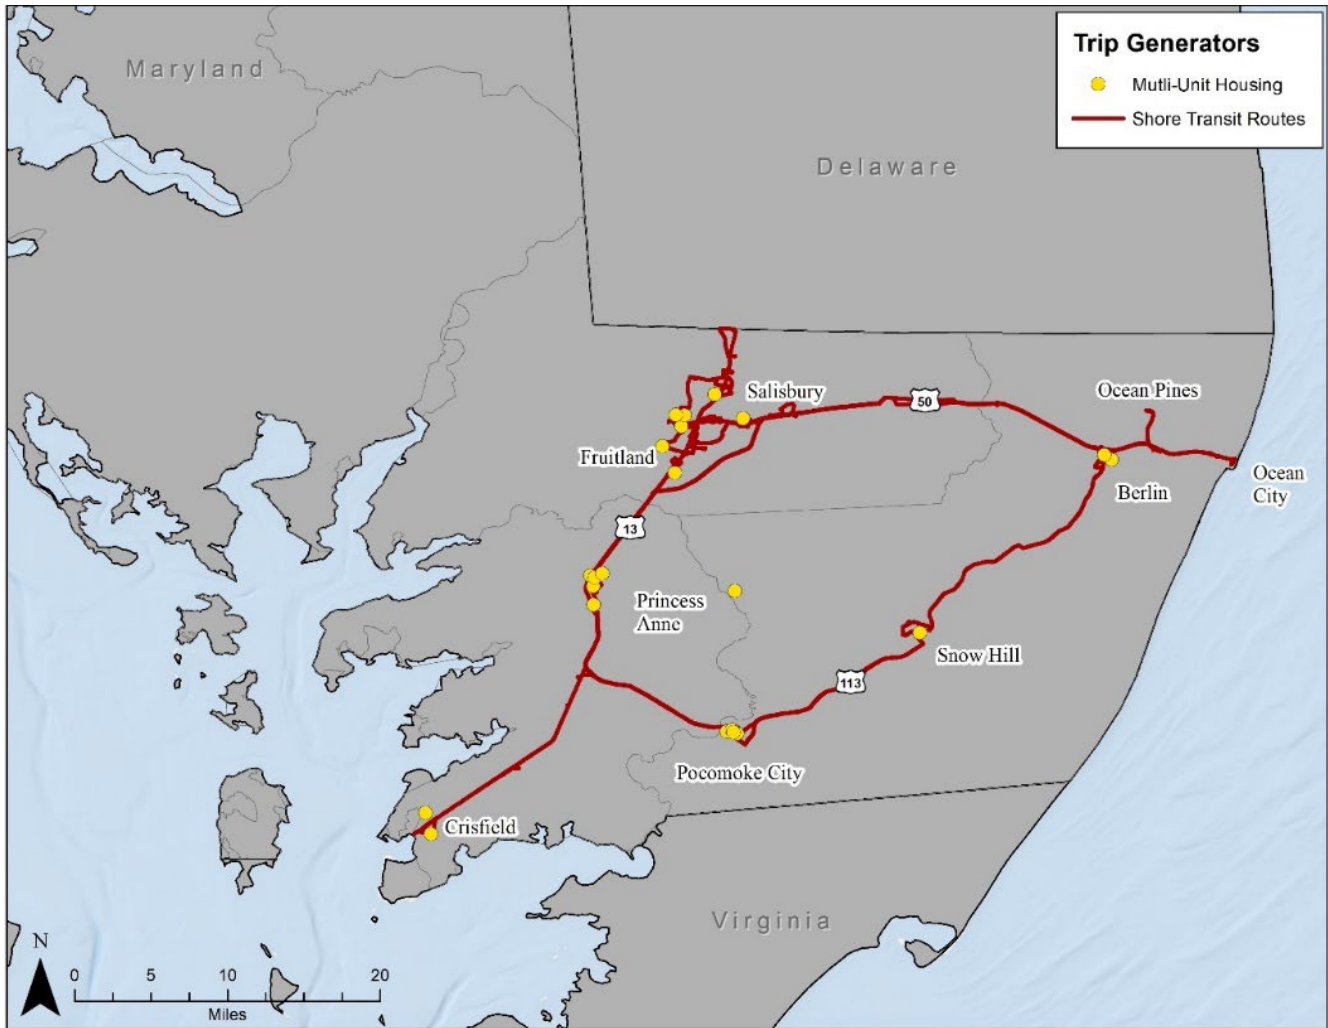 Trip Generators
Mutli-Unit Housing
Shore Transit Routes
Maryland
Delaware
Salisbury
50
Ocean Pines
Fruitland
Ocean
City
Berlin
13
Princess
Anne
Snow Hill
113
Pocomoke City
Crisfield
Virginia
N
0 5 10 20
Miles